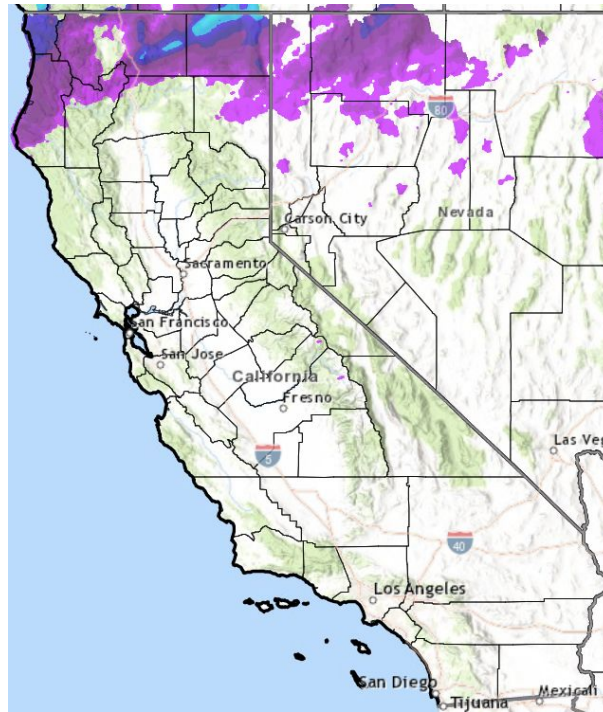 80
Carson City
Nevada
Sacramento
San Francisco
San Jose
California
Fresno
Las Veg
5
40
Los Angeles
San Diego
Tijuana
Mexicali